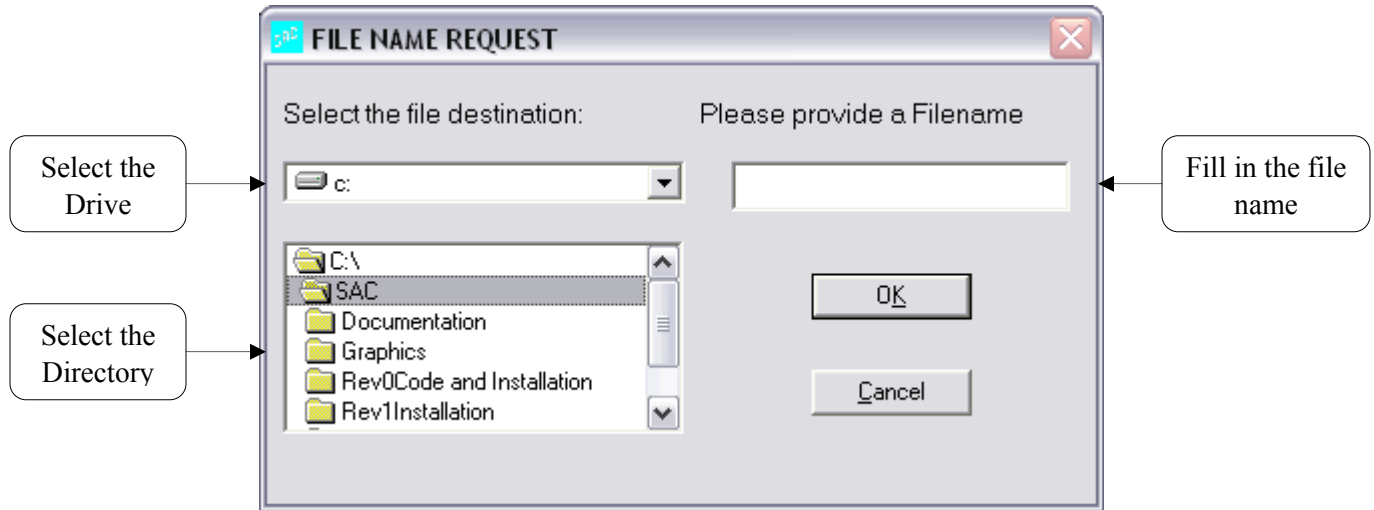 FILE NAME REQUEST
Select the file destination:
Please provide a Filename
Select the
Drive
c:
Fill in the file
name
C:\
SAC
Documentation
Graphics
Rev0Code and Installation
Rev1Installation
Select the
Directory
OK
Cancel